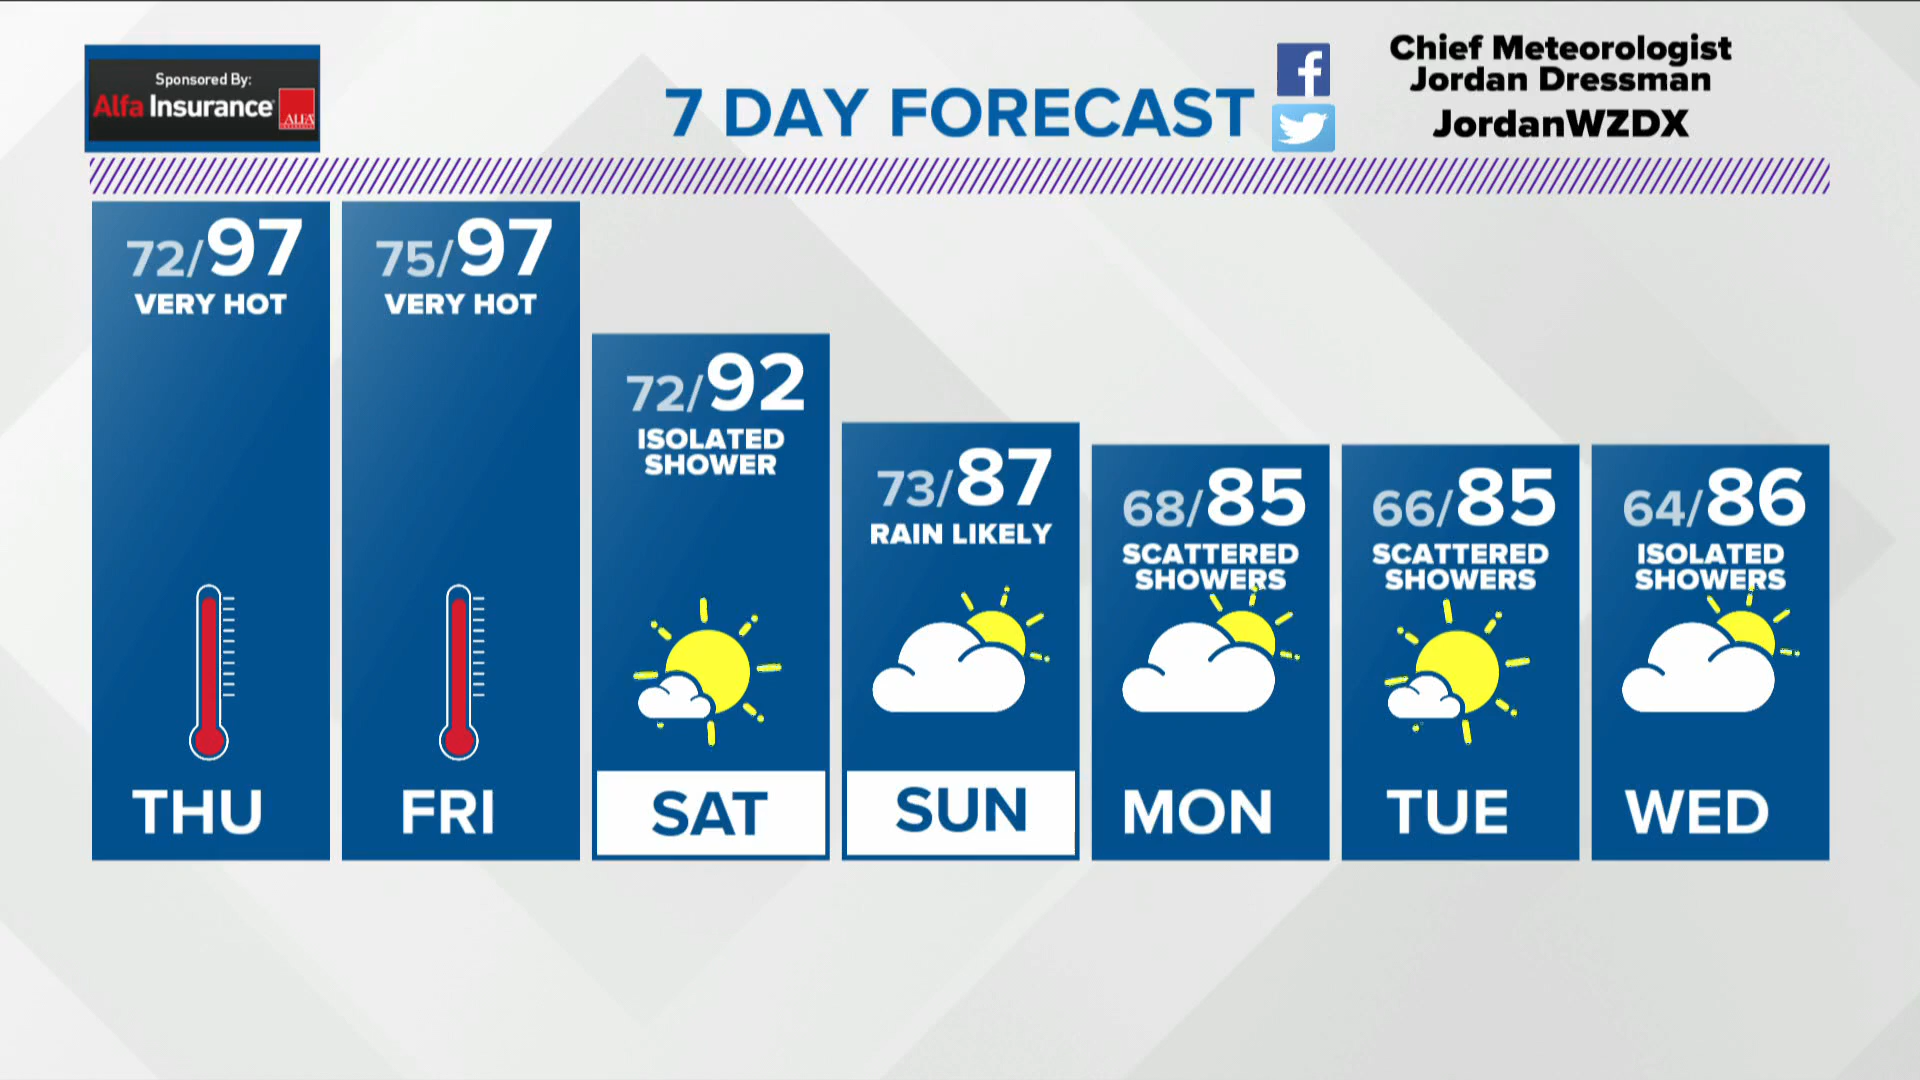 Sponsored By:
Alfa Insurance
ALFA
7 DAY FORECAST
Chief Meteorologist
Jordan Dressman
JordanWZDX
72/97
VERY HOT
THU
75/97
VERY HOT
FRI
72/92
ISOLATED
SHOWER
SAT
73/87
RAIN LIKELY
SUN
68/85
SCATTERED
SHOWERS
MON
66/85
SCATTERED
SHOWERS
TUE
64/86
ISOLATED
SHOWERS
WED